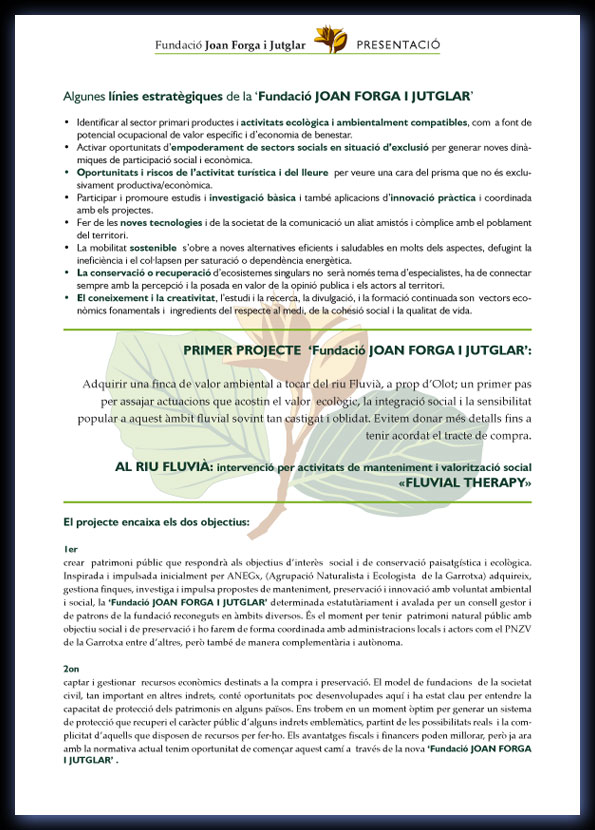 Fundació Joan Forga i Jutglar PRESENTACIÓ
Algunes línies estratègiques de la ‘Fundació JOAN FORGA I JUTGLAR’
• Identificar al sector primari productes i activitats ecològica i ambientalment compatibles, com a font de
potencial ocupacional de valor específic i d’economia de benestar.
• Activar oportunitats d’empoderament de sectors socials en situació d’exclusió per generar noves dinà-
miques de participació social i econòmica.
• Oportunitats i riscos de l’activitat turística i del lleure per veure una cara del prisma que no és exclu-
sivament productiva/econòmica.
• Participar i promoure estudis i investigació bàsica i també aplicacions d’innovació pràctica i coordinada
amb els projectes.
• Fer de les noves tecnologies i de la societat de la comunicació un aliat amistós i còmplice amb el poblament
del territori.
• La mobilitat sostenible s’obre a noves alternatives eficients i saludables en molts dels aspectes, defugint la
ineficiència i el col·lapsen per saturació o dependència energètica.
• La conservació o recuperació d’ecosistemes singulars no serà només tema d’especialistes, ha de connectar
sempre amb la percepció i la posada en valor de la opinió publica i els actors al territori.
• El coneixement i la creativitat, l’estudi i la recerca, la divulgació, i la formació continuada son vectors eco-
nòmics fonamentals i ingredients del respecte al medi, de la cohesió social i la qualitat de vida.
PRIMER PROJECTE ‘Fundació JOAN FORGA I JUTGLAR’:
Adquirir una finca de valor ambiental a tocar del riu Fluvià, a prop d’Olot; un primer pas
per assajar actuacions que acostin el valor ecològic, la integració social i la sensibilitat
popular a aquest àmbit fluvial sovint tan castigat i oblidat. Evitem donar més detalls fins a
tenir acordat el tracte de compra.
AL RIU FLUVIÀ: intervenció per activitats de manteniment i valorització social
«FLUVIAL THERAPY»
El projecte encaixa els dos objectius:
1er
crear patrimoni públic que respondrà als objectius d’interès social i de conservació paisatgística i ecològica.
Inspirada i impulsada inicialment per ANEGx, (Agrupació Naturalista i Ecologista de la Garrotxa) adquireix,
gestiona finques, investiga i impulsa propostes de manteniment, preservació i innovació amb voluntat ambiental
i social, la ‘Fundació JOAN FORGA I JUTGLAR’ determinada estatutàriament i avalada per un consell gestor i
de patrons de la fundació reconeguts en àmbits diversos. És el moment per tenir patrimoni natural públic amb
objectiu social i de preservació i ho farem de forma coordinada amb administracions locals i actors com el PNZV
de la Garrotxa entre d’altres, però també de manera complementària i autònoma.
2on
captar i gestionar recursos econòmics destinats a la compra i preservació. El model de fundacions de la societat
civil, tan important en altres indrets, conté oportunitats poc desenvolupades aquí i ha estat clau per entendre la
capacitat de protecció dels patrimonis en alguns països. Ens trobem en un moment òptim per generar un sistema
de protecció que recuperi el caràcter públic d’alguns indrets emblemàtics, partint de les possibilitats reals i la com-
plicitat d’aquells que disposen de recursos per fer-ho. Els avantatges fiscals i financers poden millorar, però ja ara
amb la normativa actual tenim oportunitat de començar aquest camí a través de la nova ‘Fundació JOAN FORGA
I JUTGLAR’ .